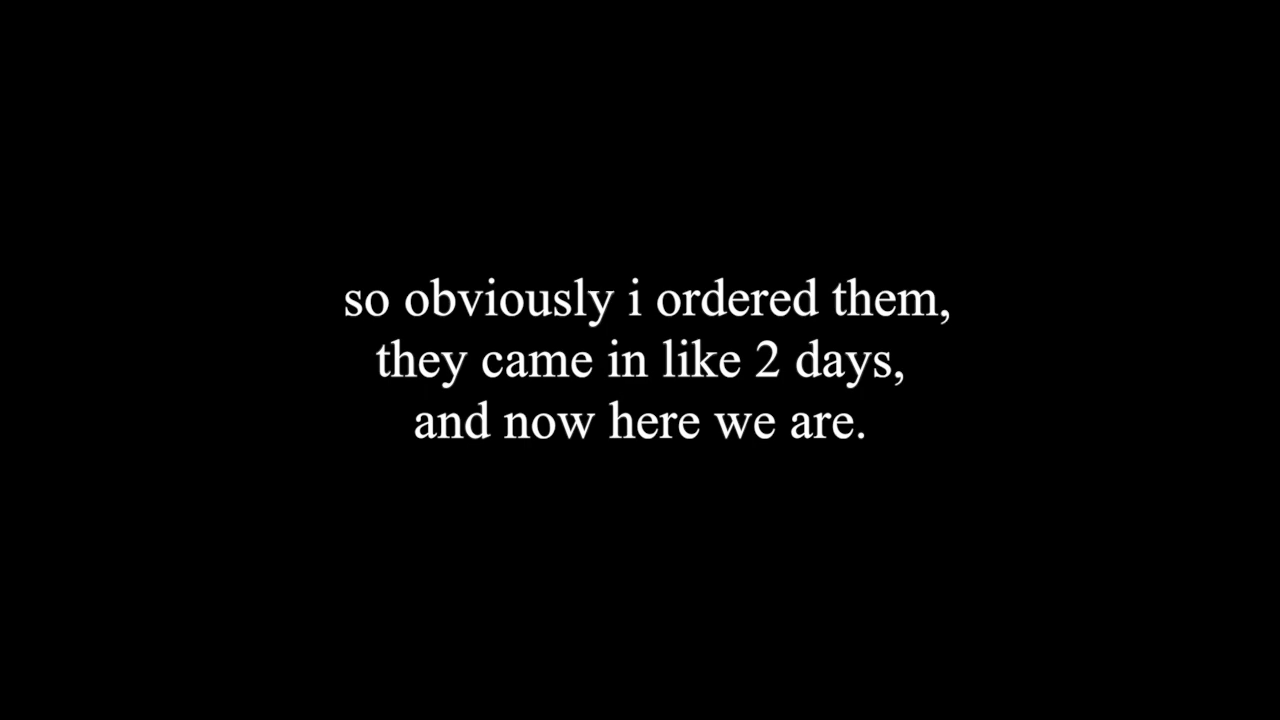 so obviously i ordered them,
they came in like 2 days,
and now here we are.